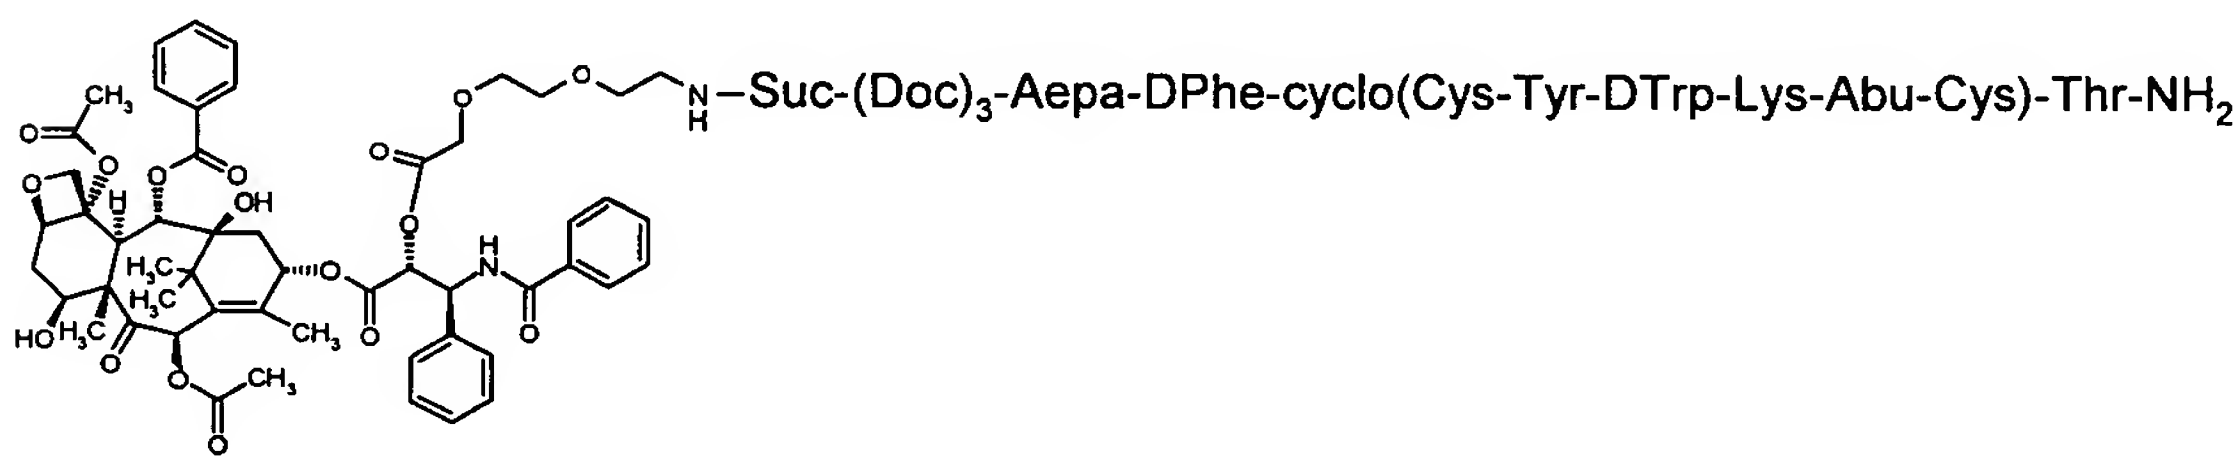 O O N–Suc-(Doc)₃-Aepa-DPhe-cyclo(Cys-Tyr-DTrp-Lys-Abu-Cys)-Thr-NH₂
H
CH₃
O
O
O
O
O
O
O
H
OH
O
H₃C
H₃C
O
O
N
H
O
O
HO
H₃C
O
CH₃
O
CH₃
O